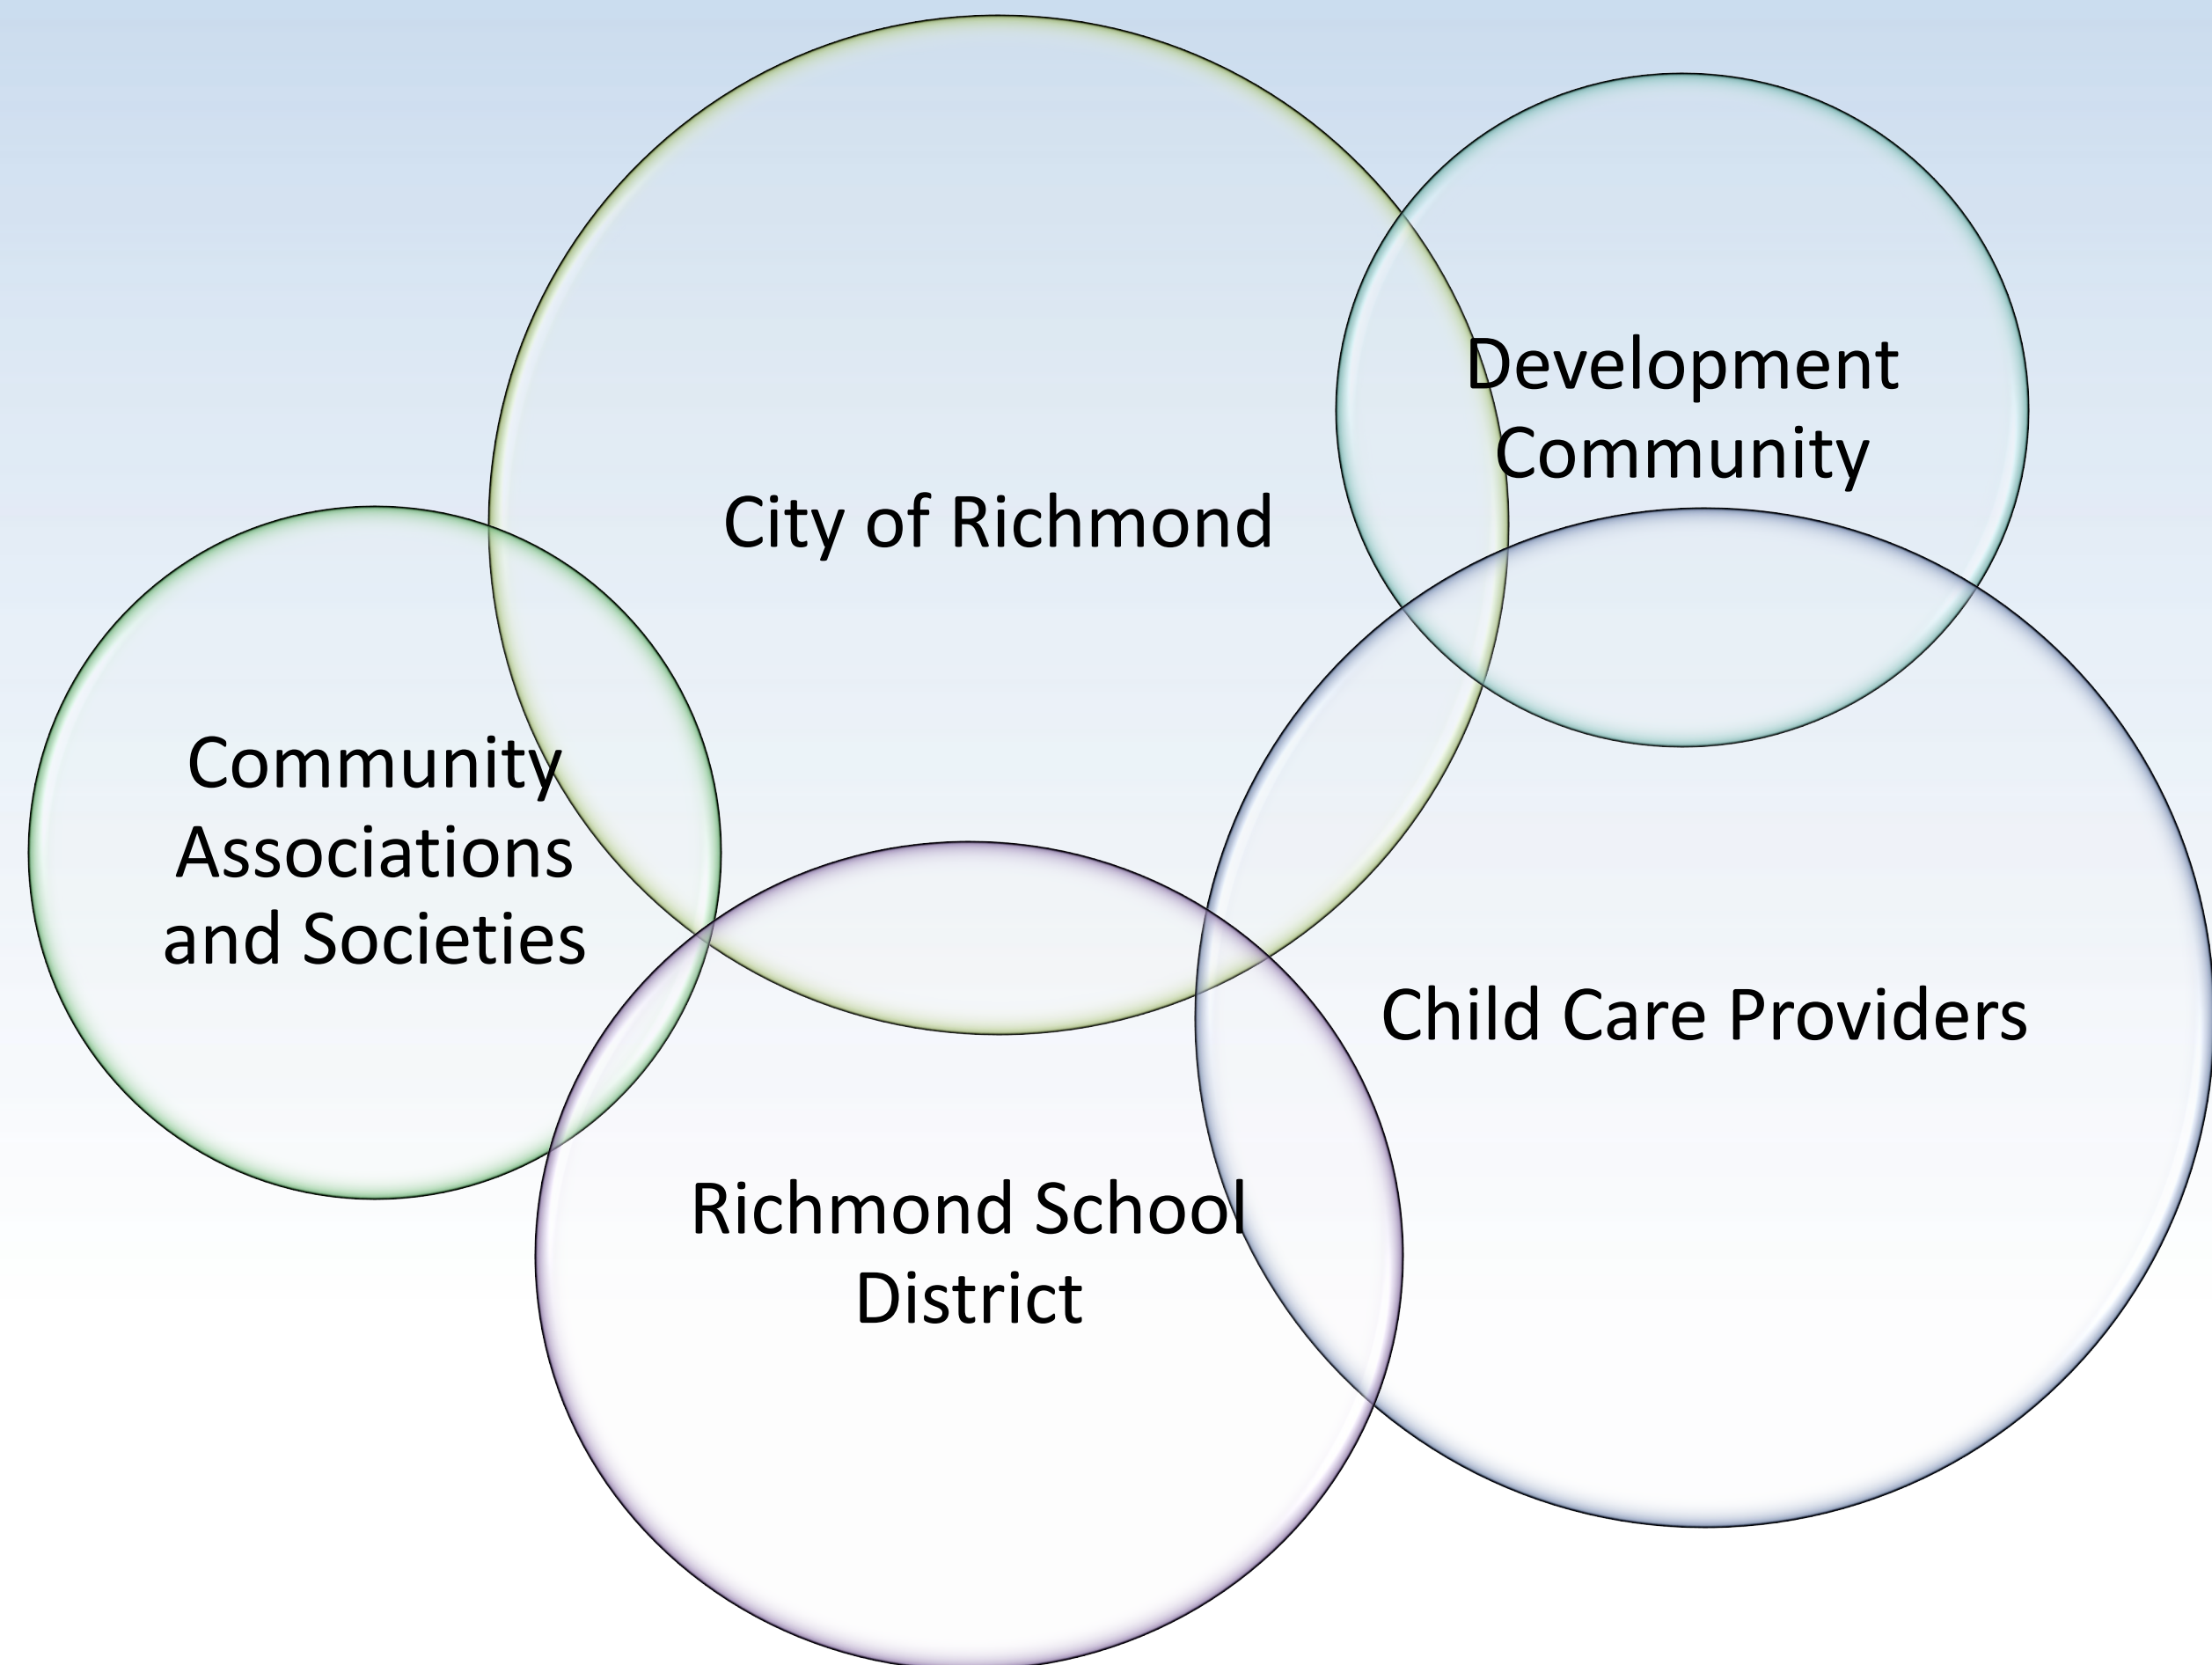 City of Richmond
Development
Community
Community
Associations
and Societies
Child Care Providers
Richmond School
District